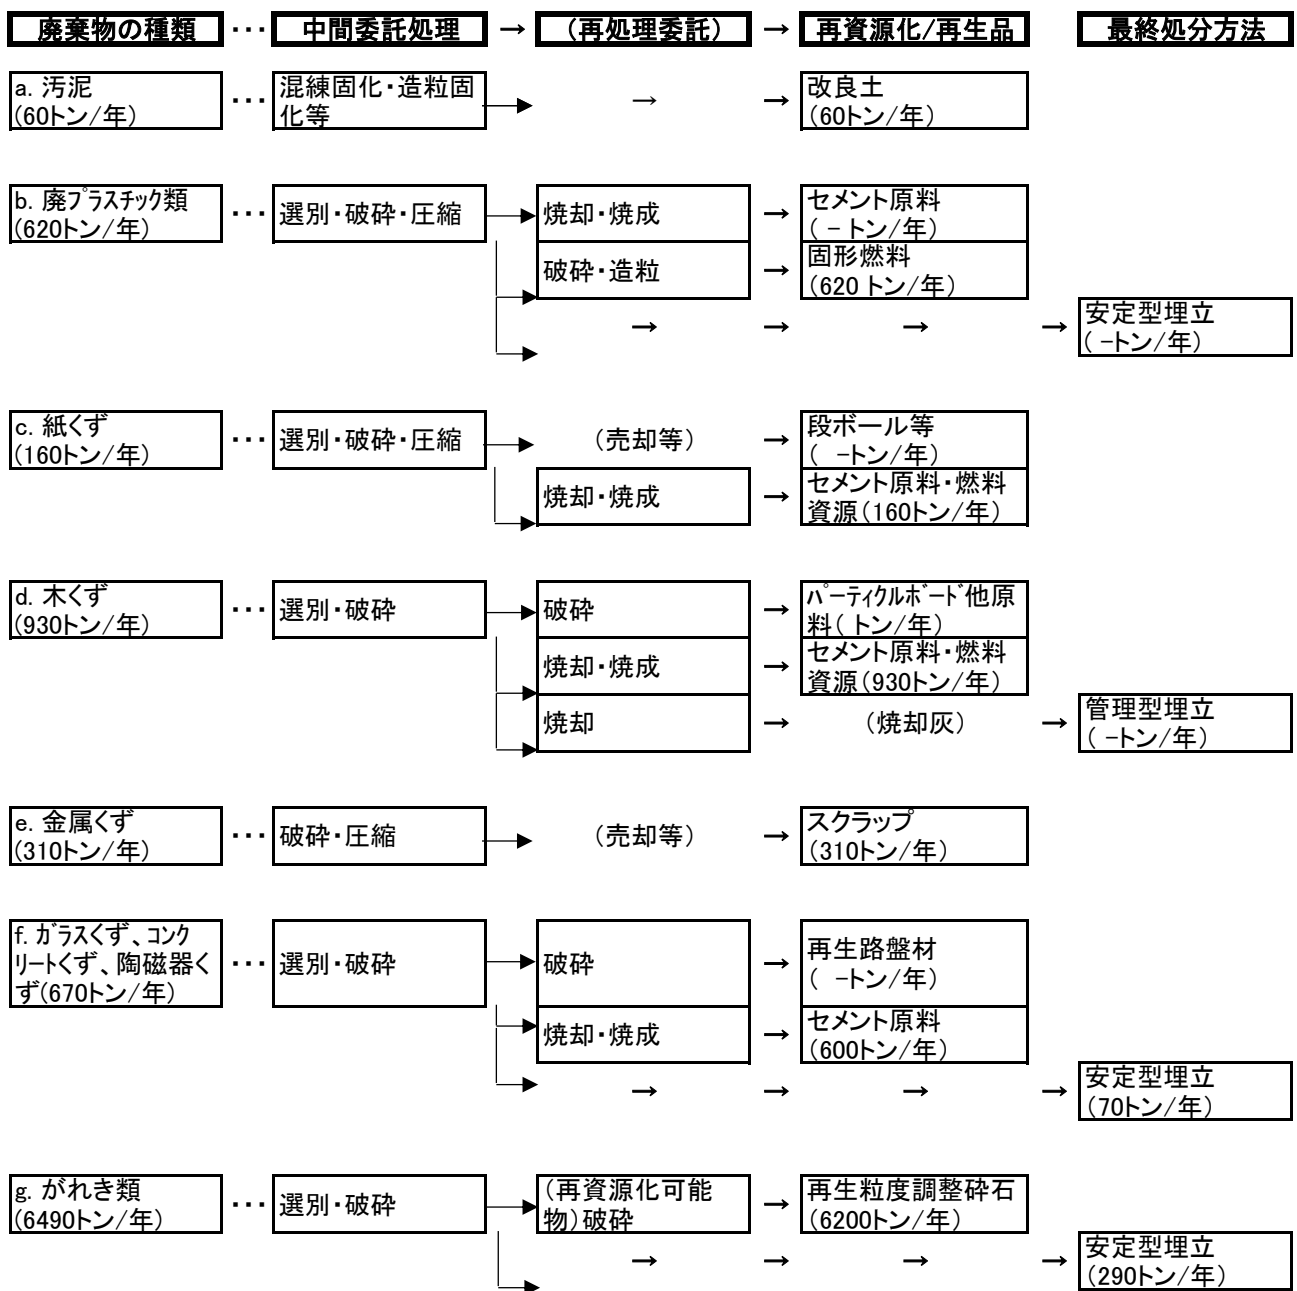 廃棄物の種類 ・・・ 中間委託処理 → (再処理委託) → 再資源化/再生品 最終処分方法
a. 汚泥
(60トン/年)
・・・
混練固化・造粒固
化等
→ →
改良土
(60トン/年)
b. 廃プラスチック類
(620トン/年)
・・・ 選別・破砕・圧縮
焼却・焼成 →
セメント原料
( - トン/年)
破砕・造粒 →
固形燃料
(620 トン/年)
→ → → →
安定型埋立
( -トン/年)
c. 紙くず
(160トン/年)
・・・ 選別・破砕・圧縮
(売却等) →
段ボール等
( -トン/年)
焼却・焼成 →
セメント原料・燃料
資源(160トン/年)
d. 木くず
(930トン/年)
・・・ 選別・破砕
破砕 →
パーティクルボード他原
料( トン/年)
焼却・焼成 →
セメント原料・燃料
資源(930トン/年)
焼却 → (焼却灰) →
管理型埋立
( -トン/年)
e. 金属くず
(310トン/年)
・・・ 破砕・圧縮
(売却等) →
スクラップ
(310トン/年)
f. ガラスくず、コンク
リートくず、陶磁器く
ず(670トン/年)
・・・ 選別・破砕
破砕 →
再生路盤材
( -トン/年)
焼却・焼成 →
セメント原料
(600トン/年)
→ → → →
安定型埋立
(70トン/年)
g. がれき類
(6490トン/年)
・・・ 選別・破砕
(再資源化可能
物)破砕
→
再生粒度調整砕石
(6200トン/年)
→ → →
安定型埋立
(290トン/年)